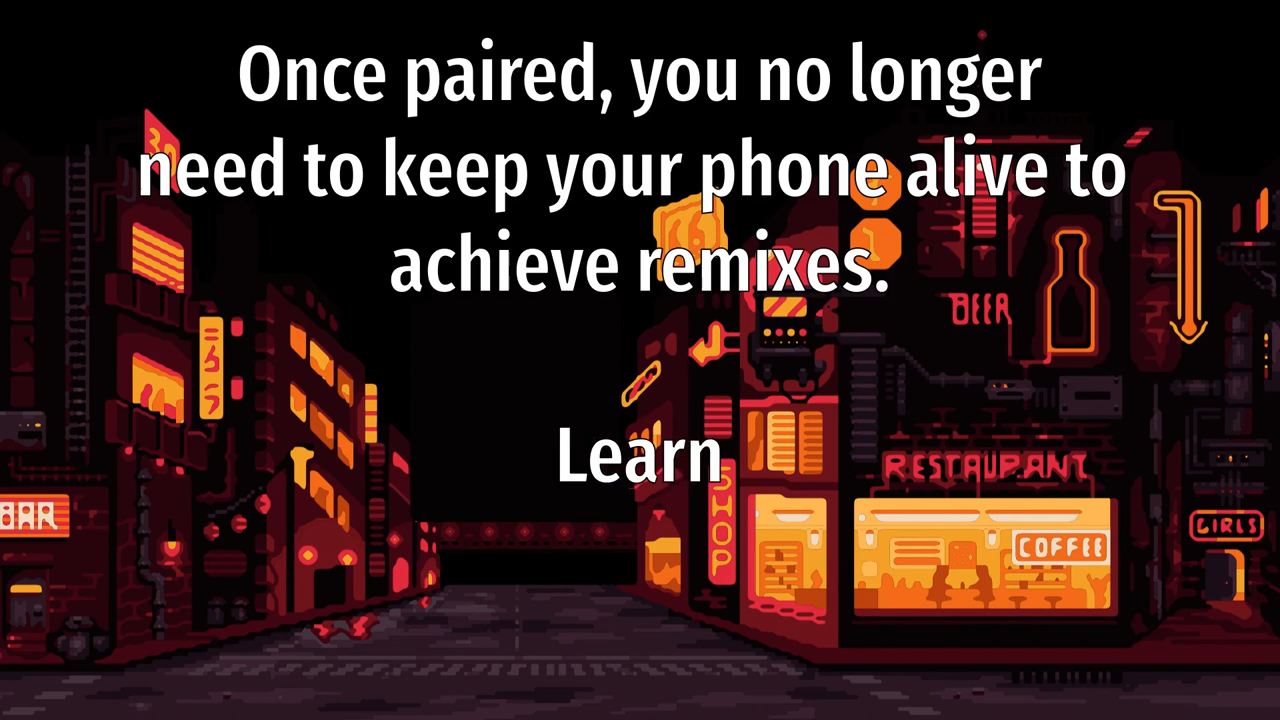 Once paired, you no longer
need to keep your phone alive to
achieve remixes.
Learn
BEER
RESTAURANT
SHOP
BAR
GIRLS
COFFEE